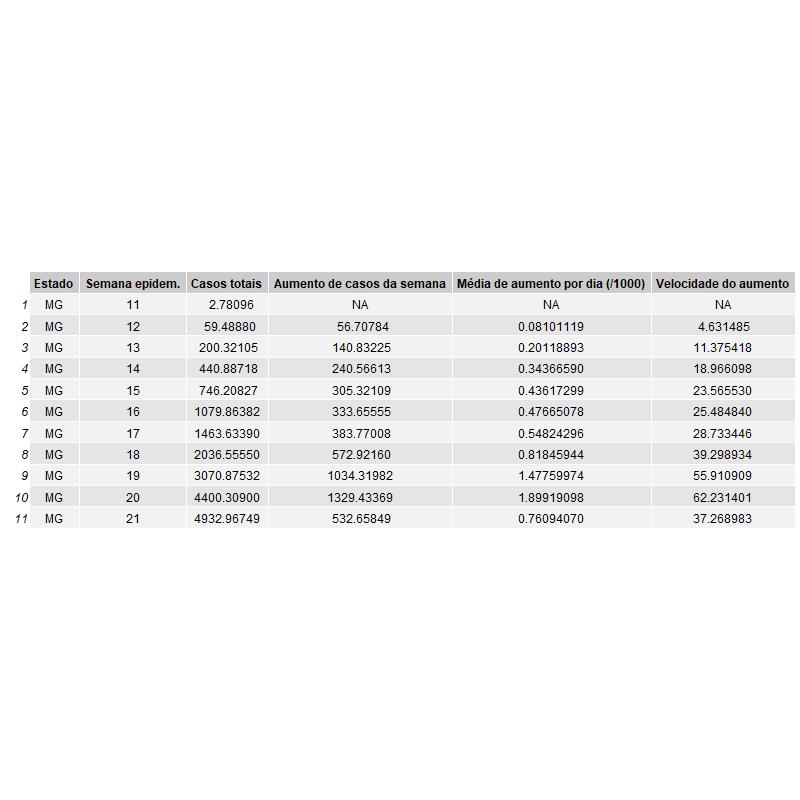 Estado Semana epidem. Casos totais Aumento de casos da semana Média de aumento por dia (/1000) Velocidade do aumento
1 MG 11 2.78096 NA NA NA
2 MG 12 59.48880 56.70784 0.08101119 4.631485
3 MG 13 200.32105 140.83225 0.20118893 11.375418
4 MG 14 440.88718 240.56613 0.34366590 18.966098
5 MG 15 746.20827 305.32109 0.43617299 23.565530
6 MG 16 1079.86382 333.65555 0.47665078 25.484840
7 MG 17 1463.63390 383.77008 0.54824296 28.733446
8 MG 18 2036.55550 572.92160 0.81845944 39.298934
9 MG 19 3070.87532 1034.31982 1.47759974 55.910909
10 MG 20 4400.30900 1329.43369 1.89919098 62.231401
11 MG 21 4932.96749 532.65849 0.76094070 37.268983